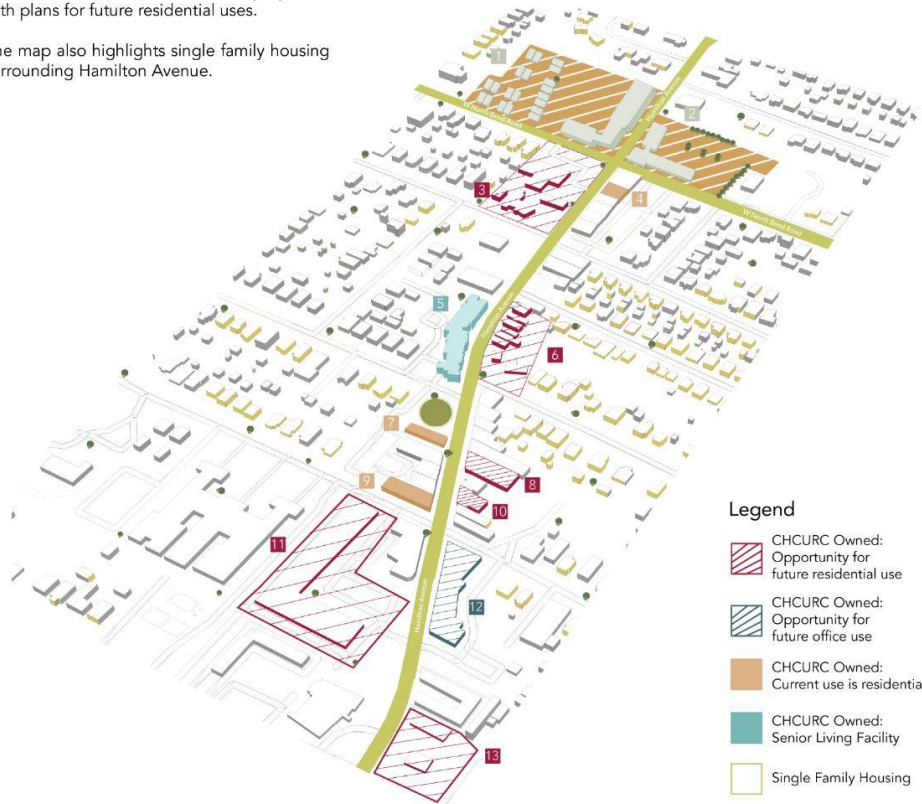 th plans for future residential uses.
ne map also highlights single family housing
rrounding Hamilton Avenue.
1
Hamilton Avenue
2
W North Bend Road
3
4
W North Bend Road
5
Hamilton Avenue
6
7
8
9
10
11
12
Hamilton Avenue
13
Legend
CHCURC Owned:
Opportunity for
future residential use
CHCURC Owned:
Opportunity for
future office use
CHCURC Owned:
Current use is residentia
CHCURC Owned:
Senior Living Facility
Single Family Housing